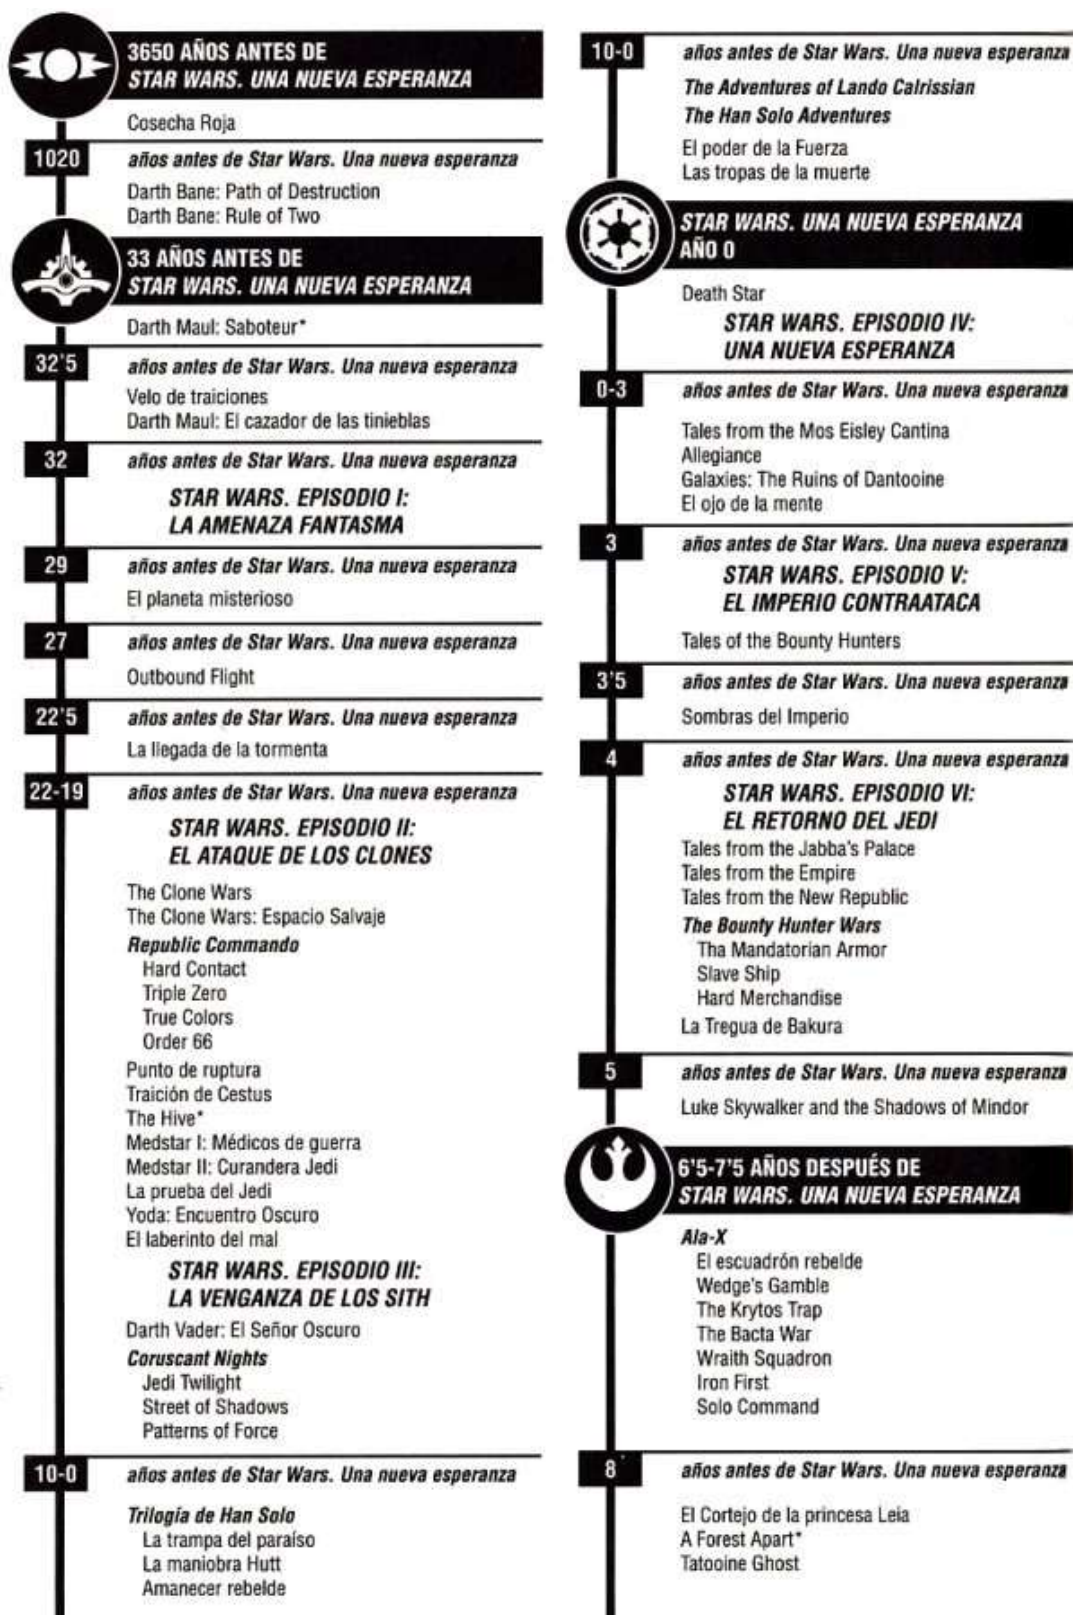 3650 AÑOS ANTES DE
STAR WARS. UNA NUEVA ESPERANZA
Cosecha Roja
1020 años antes de Star Wars. Una nueva esperanza
Darth Bane: Path of Destruction
Darth Bane: Rule of Two
33 AÑOS ANTES DE
STAR WARS. UNA NUEVA ESPERANZA
Darth Maul: Saboteur*
32'5 años antes de Star Wars. Una nueva esperanza
Velo de traiciones
Darth Maul: El cazador de las tinieblas
32 años antes de Star Wars. Una nueva esperanza
STAR WARS. EPISODIO I:
LA AMENAZA FANTASMA
29 años antes de Star Wars. Una nueva esperanza
El planeta misterioso
27 años antes de Star Wars. Una nueva esperanza
Outbound Flight
22'5 años antes de Star Wars. Una nueva esperanza
La llegada de la tormenta
22-19 años antes de Star Wars. Una nueva esperanza
STAR WARS. EPISODIO II:
EL ATAQUE DE LOS CLONES
The Clone Wars
The Clone Wars: Espacio Salvaje
Republic Commando
Hard Contact
Triple Zero
True Colors
Order 66
Punto de ruptura
Traición de Cestus
The Hive*
Medstar I: Médicos de guerra
Medstar II: Curandera Jedi
La prueba del Jedi
Yoda: Encuentro Oscuro
El laberinto del mal
STAR WARS. EPISODIO III:
LA VENGANZA DE LOS SITH
Darth Vader: El Señor Oscuro
Coruscant Nights
Jedi Twilight
Street of Shadows
Patterns of Force
10-0 años antes de Star Wars. Una nueva esperanza
Trilogía de Han Solo
La trampa del paraíso
La maniobra Hutt
Amanecer rebelde
10-0 años antes de Star Wars. Una nueva esperanza
The Adventures of Lando Calrissian
The Han Solo Adventures
El poder de la Fuerza
Las tropas de la muerte
STAR WARS. UNA NUEVA ESPERANZA
AÑO 0
Death Star
STAR WARS. EPISODIO IV:
UNA NUEVA ESPERANZA
0-3 años antes de Star Wars. Una nueva esperanza
Tales from the Mos Eisley Cantina
Allegiance
Galaxies: The Ruins of Dantooine
El ojo de la mente
3 años antes de Star Wars. Una nueva esperanza
STAR WARS. EPISODIO V:
EL IMPERIO CONTRAATACA
Tales of the Bounty Hunters
3'5 años antes de Star Wars. Una nueva esperanza
Sombras del Imperio
4 años antes de Star Wars. Una nueva esperanza
STAR WARS. EPISODIO VI:
EL RETORNO DEL JEDI
Tales from the Jabba's Palace
Tales from the Empire
Tales from the New Republic
The Bounty Hunter Wars
Tha Mandatorian Armor
Slave Ship
Hard Merchandise
La Tregua de Bakura
5 años antes de Star Wars. Una nueva esperanza
Luke Skywalker and the Shadows of Mindor
6'5-7'5 AÑOS DESPUÉS DE
STAR WARS. UNA NUEVA ESPERANZA
Ala-X
El escuadrón rebelde
Wedge's Gamble
The Krytos Trap
The Bacta War
Wraith Squadron
Iron First
Solo Command
8 años antes de Star Wars. Una nueva esperanza
El Cortejo de la princesa Leia
A Forest Apart*
Tatooine Ghost